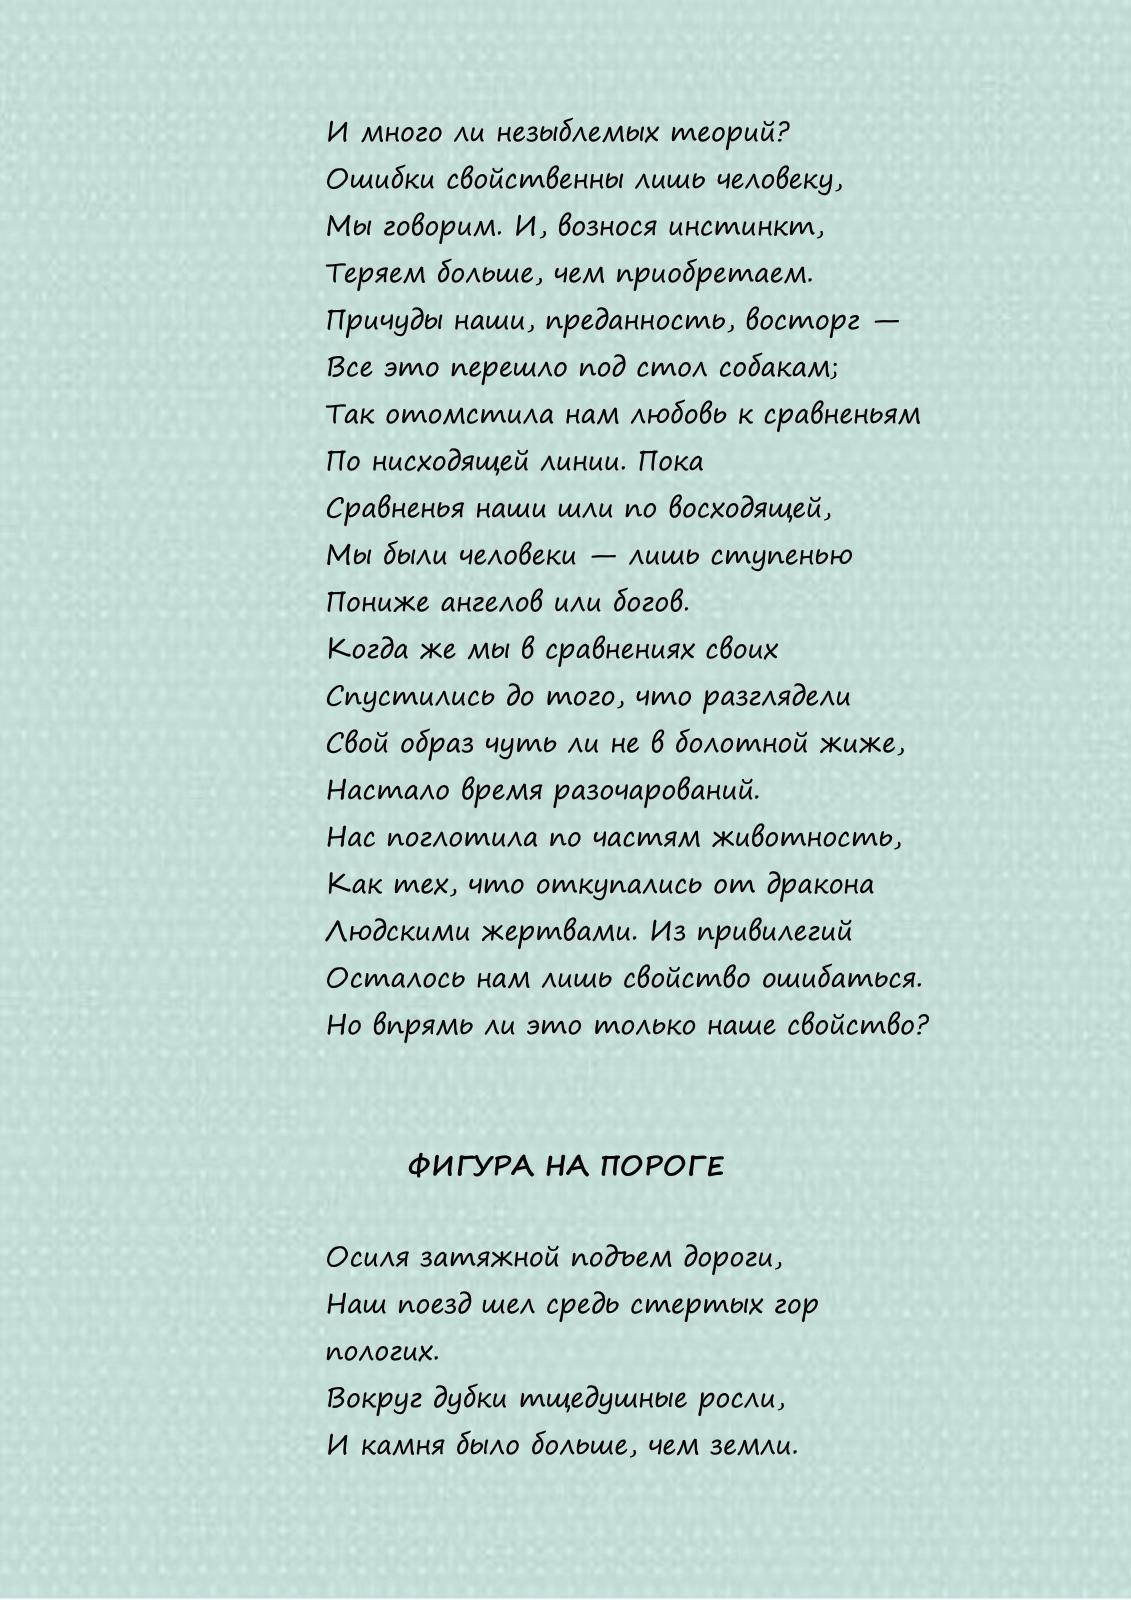 И много ли незыблемых теорий?
Ошибки свойственны лишь человеку,
Мы говорим. И, вознося инстинкт,
Теряем больше, чем приобретаем.
Причуды наши, преданность, восторг —
Все это перешло под стол собакам;
Так отомстила нам любовь к сравненьям
По нисходящей линии. Пока
Сравненья наши шли по восходящей,
Мы были человеки — лишь ступенью
Пониже ангелов или богов.
Когда же мы в сравнениях своих
Спустились до того, что разглядели
Свой образ чуть ли не в болотной жиже,
Настало время разочарований.
Нас поглотила по частям животность,
Как тех, что откупались от дракона
Людскими жертвами. Из привилегий
Осталось нам лишь свойство ошибаться.
Но впрямь ли это только наше свойство?
ФИГУРА НА ПОРОГЕ
Осиля затяжной подъем дороги,
Наш поезд шел средь стертых гор
пологих.
Вокруг дубки тщедушные росли,
И камня было больше, чем земли.